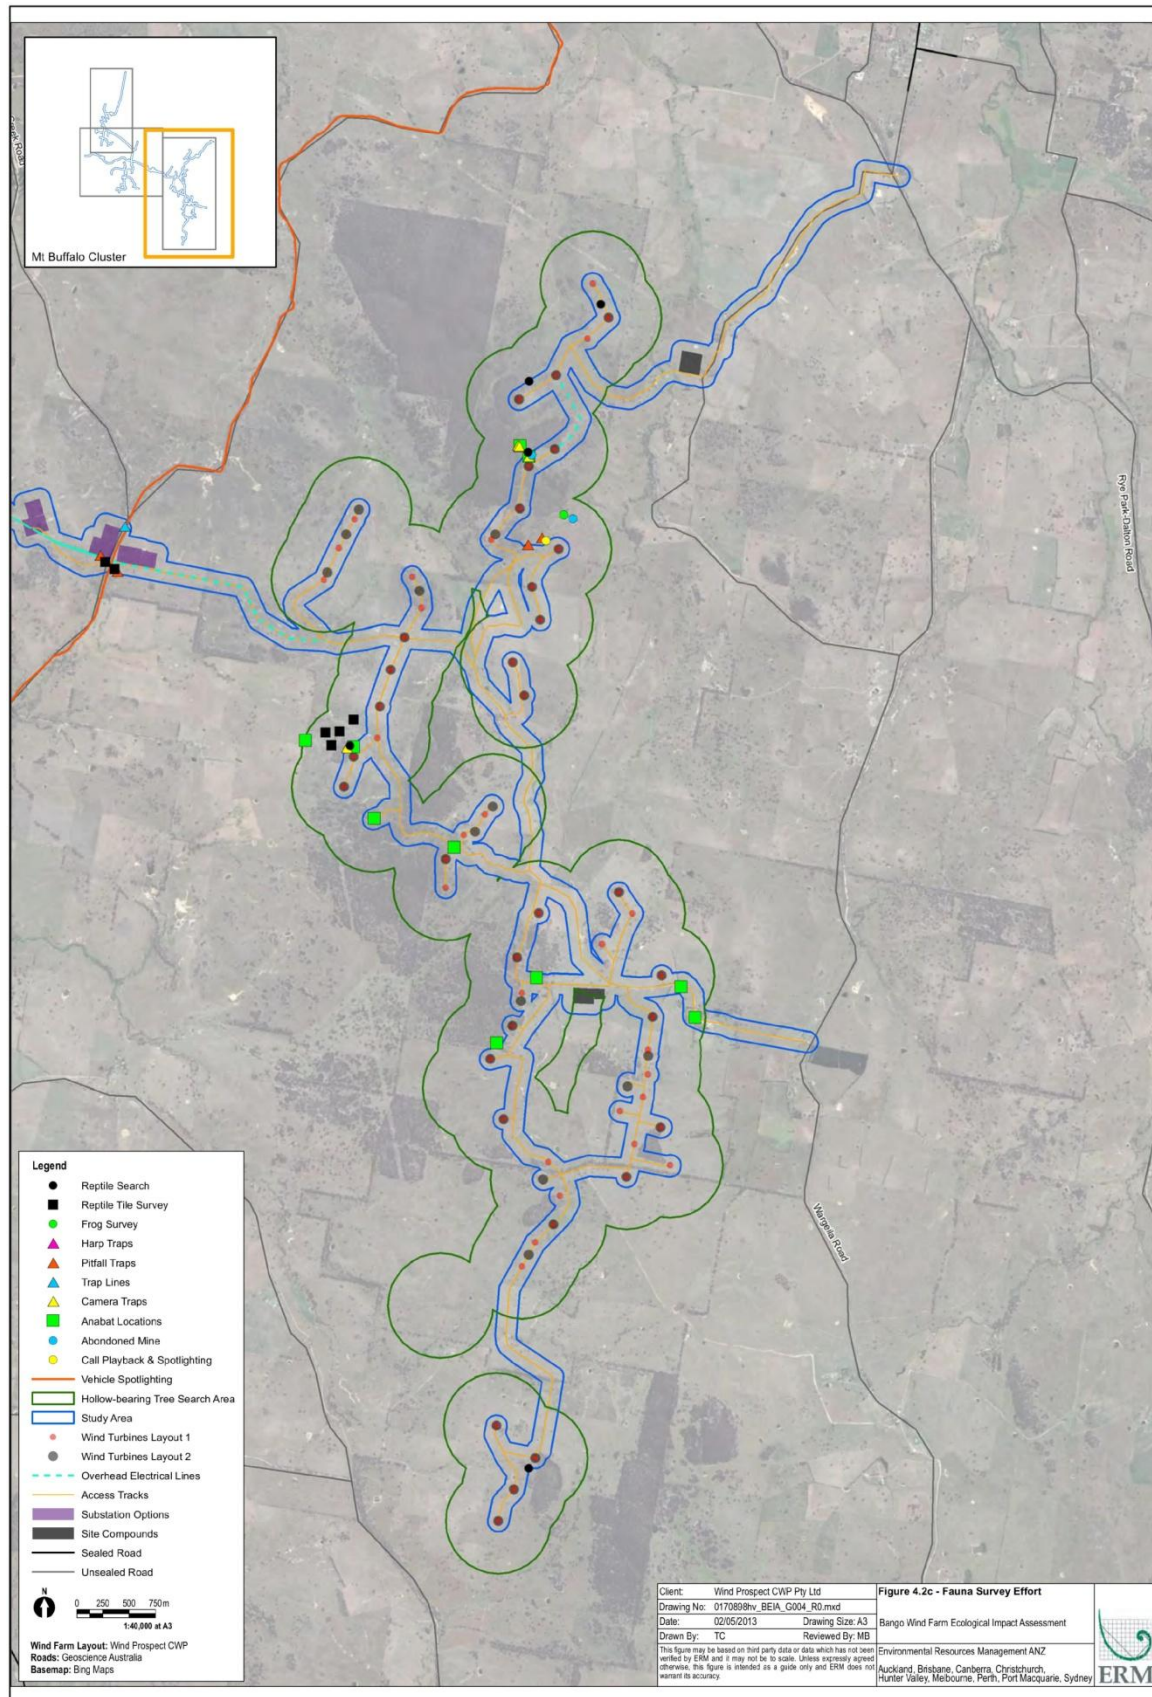 Creek Road
Mt Buffalo Cluster
Rye Park-Dalton Road
Wargeila Road
Legend
Reptile Search
Reptile Tile Survey
Frog Survey
Harp Traps
Pitfall Traps
Trap Lines
Camera Traps
Anabat Locations
Abondoned Mine
Call Playback & Spotlighting
Vehicle Spotlighting
Hollow-bearing Tree Search Area
Study Area
Wind Turbines Layout 1
Wind Turbines Layout 2
Overhead Electrical Lines
Access Tracks
Substation Options
Site Compounds
Sealed Road
Unsealed Road
N
0 250 500 750m
1:40,000 at A3
Wind Farm Layout: Wind Prospect CWP
Roads: Geoscience Australia
Basemap: Bing Maps
Client: Wind Prospect CWP Pty Ltd
Drawing No: 0170898hv_BEIA_G004_R0.mxd
Date: 02/05/2013 Drawing Size: A3
Drawn By: TC Reviewed By: MB
This figure may be based on third party data or data which has not been
verified by ERM and it may not be to scale. Unless expressly agreed
otherwise, this figure is intended as a guide only and ERM does not
warrant its accuracy.
Figure 4.2c - Fauna Survey Effort
Bango Wind Farm Ecological Impact Assessment
Environmental Resources Management ANZ
Auckland, Brisbane, Canberra, Christchurch,
Hunter Valley, Melbourne, Perth, Port Macquarie, Sydney
ERM